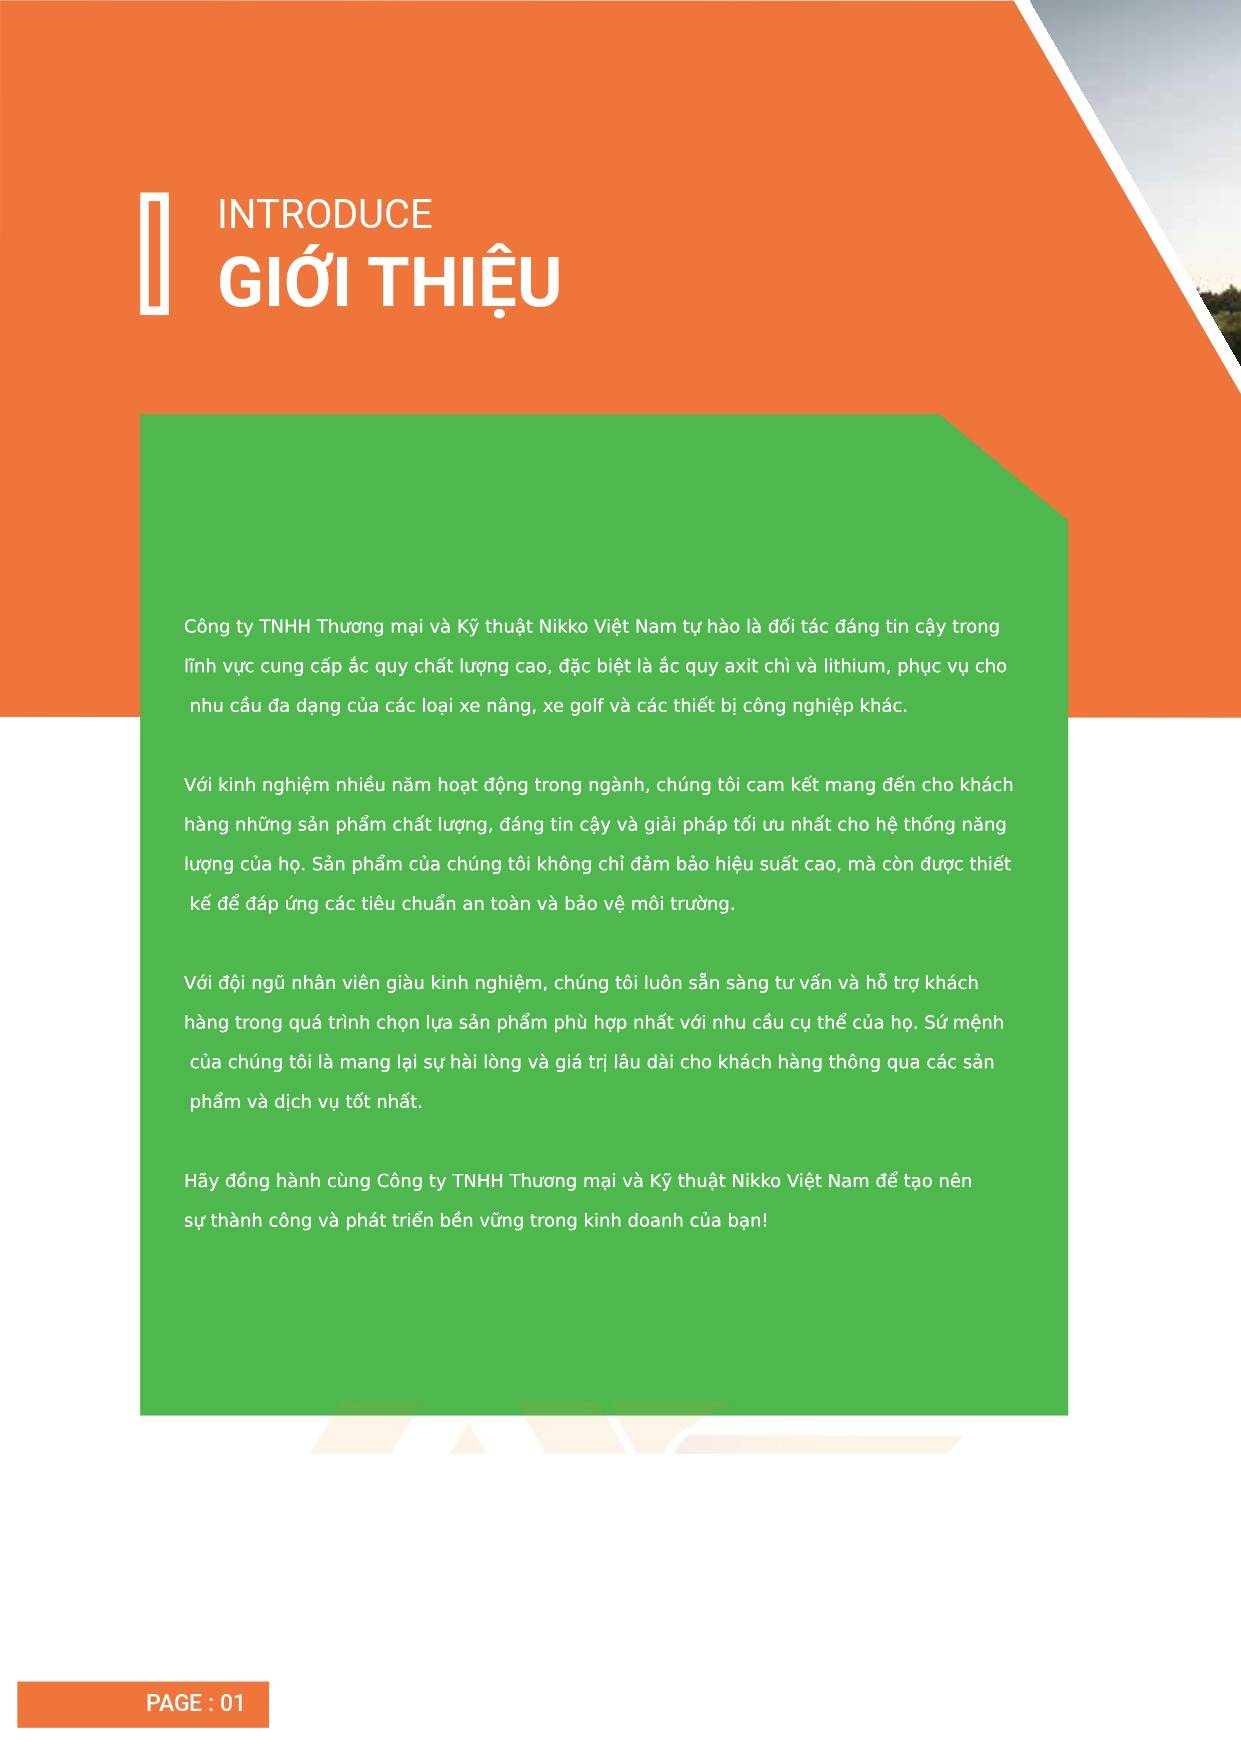 INTRODUCE
GIỚI THIỆU
Công ty TNHH Thương mại và Kỹ thuật Nikko Việt Nam tự hào là đối tác đáng tin cậy trong
lĩnh vực cung cấp ắc quy chất lượng cao, đặc biệt là ắc quy axit chì và lithium, phục vụ cho
nhu cầu đa dạng của các loại xe nâng, xe golf và các thiết bị công nghiệp khác.
Với kinh nghiệm nhiều năm hoạt động trong ngành, chúng tôi cam kết mang đến cho khách
hàng những sản phẩm chất lượng, đáng tin cậy và giải pháp tối ưu nhất cho hệ thống năng
lượng của họ. Sản phẩm của chúng tôi không chỉ đảm bảo hiệu suất cao, mà còn được thiết
kế để đáp ứng các tiêu chuẩn an toàn và bảo vệ môi trường.
Với đội ngũ nhân viên giàu kinh nghiệm, chúng tôi luôn sẵn sàng tư vấn và hỗ trợ khách
hàng trong quá trình chọn lựa sản phẩm phù hợp nhất với nhu cầu cụ thể của họ. Sứ mệnh
của chúng tôi là mang lại sự hài lòng và giá trị lâu dài cho khách hàng thông qua các sản
phẩm và dịch vụ tốt nhất.
Hãy đồng hành cùng Công ty TNHH Thương mại và Kỹ thuật Nikko Việt Nam để tạo nên
sự thành công và phát triển bền vững trong kinh doanh của bạn!
PAGE : 01